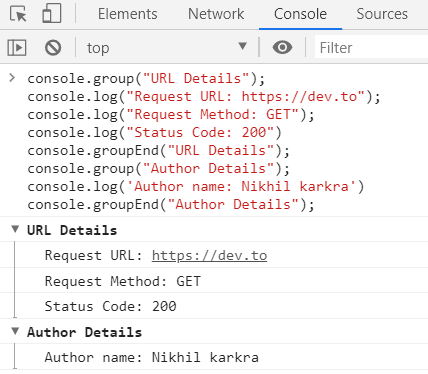 Elements Network Console Sources
top Filter
> console.group("URL Details");
console.log("Request URL: https://dev.to");
console.log("Request Method: GET");
console.log("Status Code: 200")
console.groupEnd("URL Details");
console.group("Author Details");
console.log('Author name: Nikhil karkra')
console.groupEnd("Author Details");
▼ URL Details
Request URL: https://dev.to
Request Method: GET
Status Code: 200
▼ Author Details
Author name: Nikhil karkra